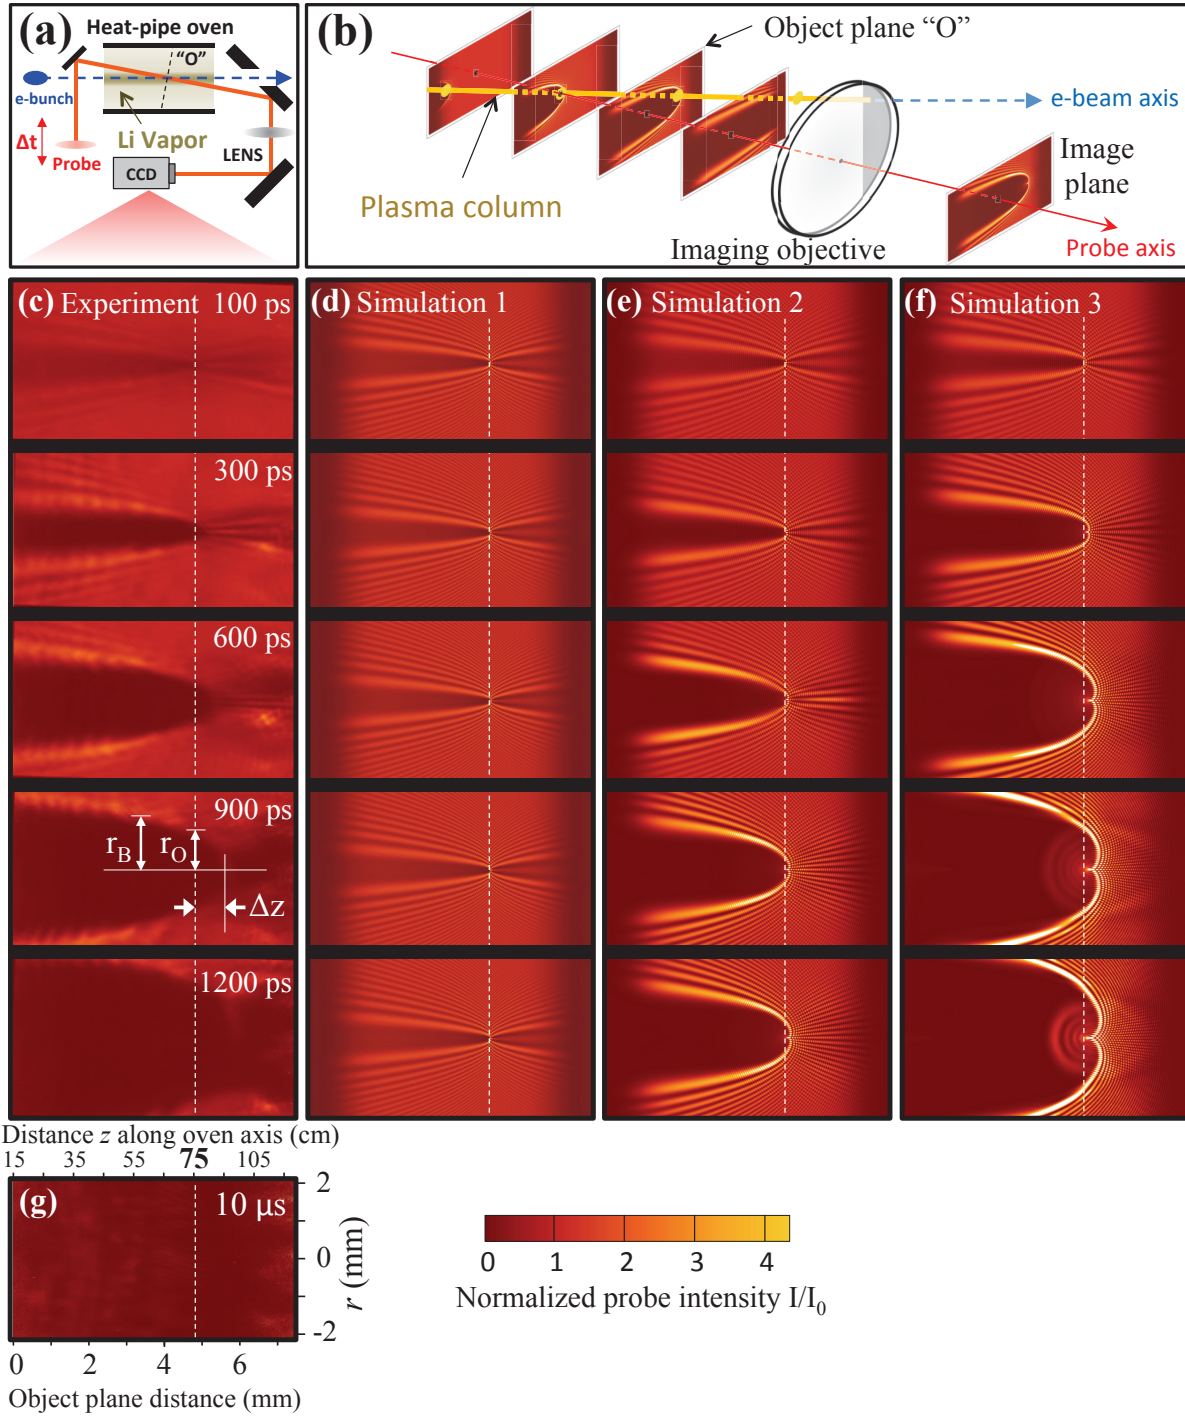 (a)
Heat-pipe oven
"O"
e-bunch
Li Vapor
Δt
Probe
LENS
CCD
(b)
Object plane “O”
e-beam axis
Image
plane
Plasma column
Imaging objective
Probe axis
(c) Experiment 100 ps
(d) Simulation 1
(e) Simulation 2
(f) Simulation 3
300 ps
600 ps
900 ps
r_B r_O
Δz
1200 ps
Distance z along oven axis (cm)
15 35 55 75 105
(g) 10 µs
2
0
-2
r (mm)
0 2 4 6
Object plane distance (mm)
0 1 2 3 4
Normalized probe intensity I/I_0